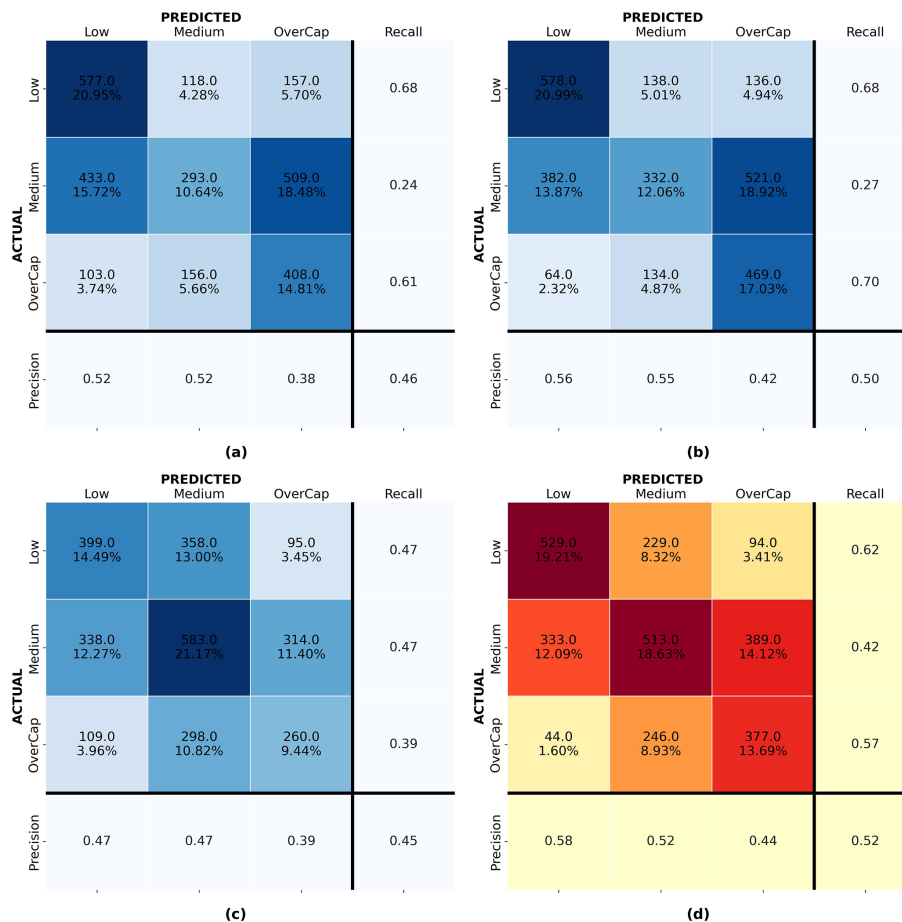 PREDICTED
Low Medium OverCap Recall
ACTUAL
Low
577.0 118.0 157.0 0.68
20.95% 4.28% 5.70%
Medium
433.0 293.0 509.0 0.24
15.72% 10.64% 18.48%
OverCap
103.0 156.0 408.0 0.61
3.74% 5.66% 14.81%
Precision 0.52 0.52 0.38 0.46
(a)
PREDICTED
Low Medium OverCap Recall
ACTUAL
Low
578.0 138.0 136.0 0.68
20.99% 5.01% 4.94%
Medium
382.0 332.0 521.0 0.27
13.87% 12.06% 18.92%
OverCap
64.0 134.0 469.0 0.70
2.32% 4.87% 17.03%
Precision 0.56 0.55 0.42 0.50
(b)
PREDICTED
Low Medium OverCap Recall
ACTUAL
Low
399.0 358.0 95.0 0.47
14.49% 13.00% 3.45%
Medium
338.0 583.0 314.0 0.47
12.27% 21.17% 11.40%
OverCap
109.0 298.0 260.0 0.39
3.96% 10.82% 9.44%
Precision 0.47 0.47 0.39 0.45
(c)
PREDICTED
Low Medium OverCap Recall
ACTUAL
Low
529.0 229.0 94.0 0.62
19.21% 8.32% 3.41%
Medium
333.0 513.0 389.0 0.42
12.09% 18.63% 14.12%
OverCap
44.0 246.0 377.0 0.57
1.60% 8.93% 13.69%
Precision 0.58 0.52 0.44 0.52
(d)